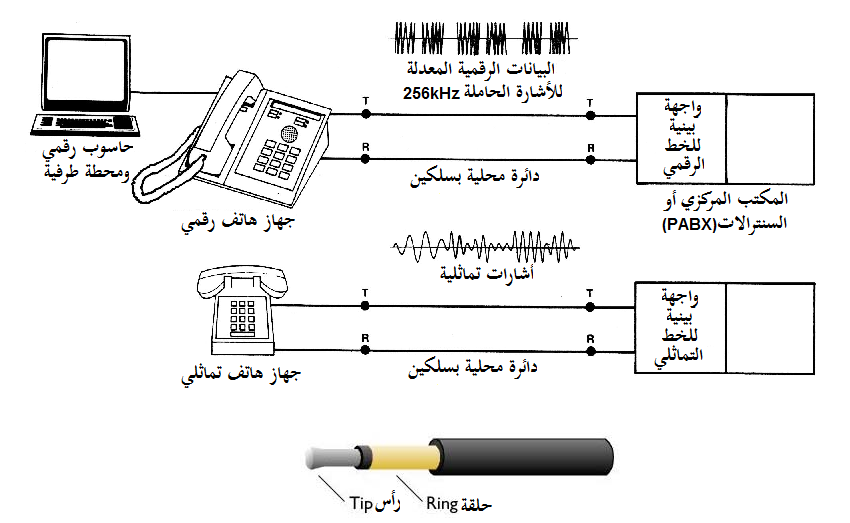 البيانات الرقمية المعدلة
للأشارة الحاملة 256kHz
T
T
R
R
واجهة
بينية
للخط
الرقمي
حاسوب رقمي
ومحطة طرفية
دائرة محلية بسلكين
جهاز هاتف رقمي
المكتب المركزي أو
السنترالات(PABX)
أشارات تماثلية
T
T
R
R
واجهة
بينية
للخط
التماثلي
دائرة محلية بسلكين
جهاز هاتف تماثلي
رأس Tip
حلقة Ring